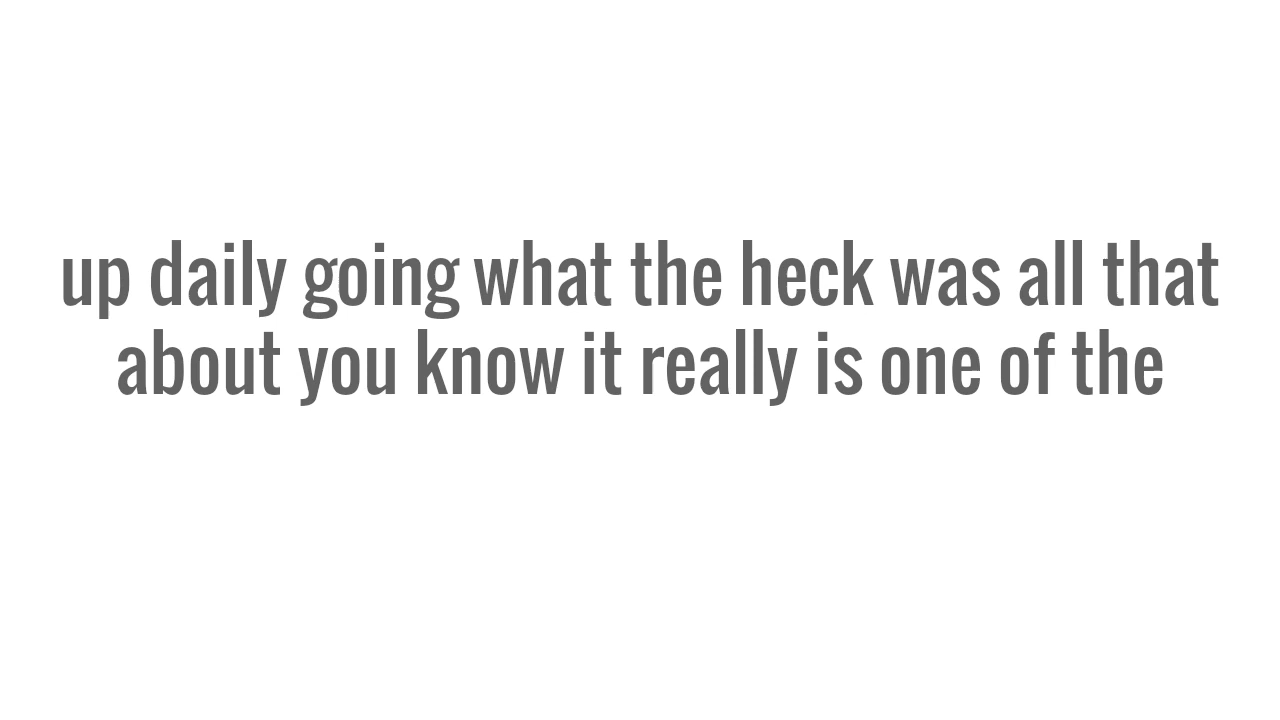 up daily going what the heck was all that
about you know it really is one of the